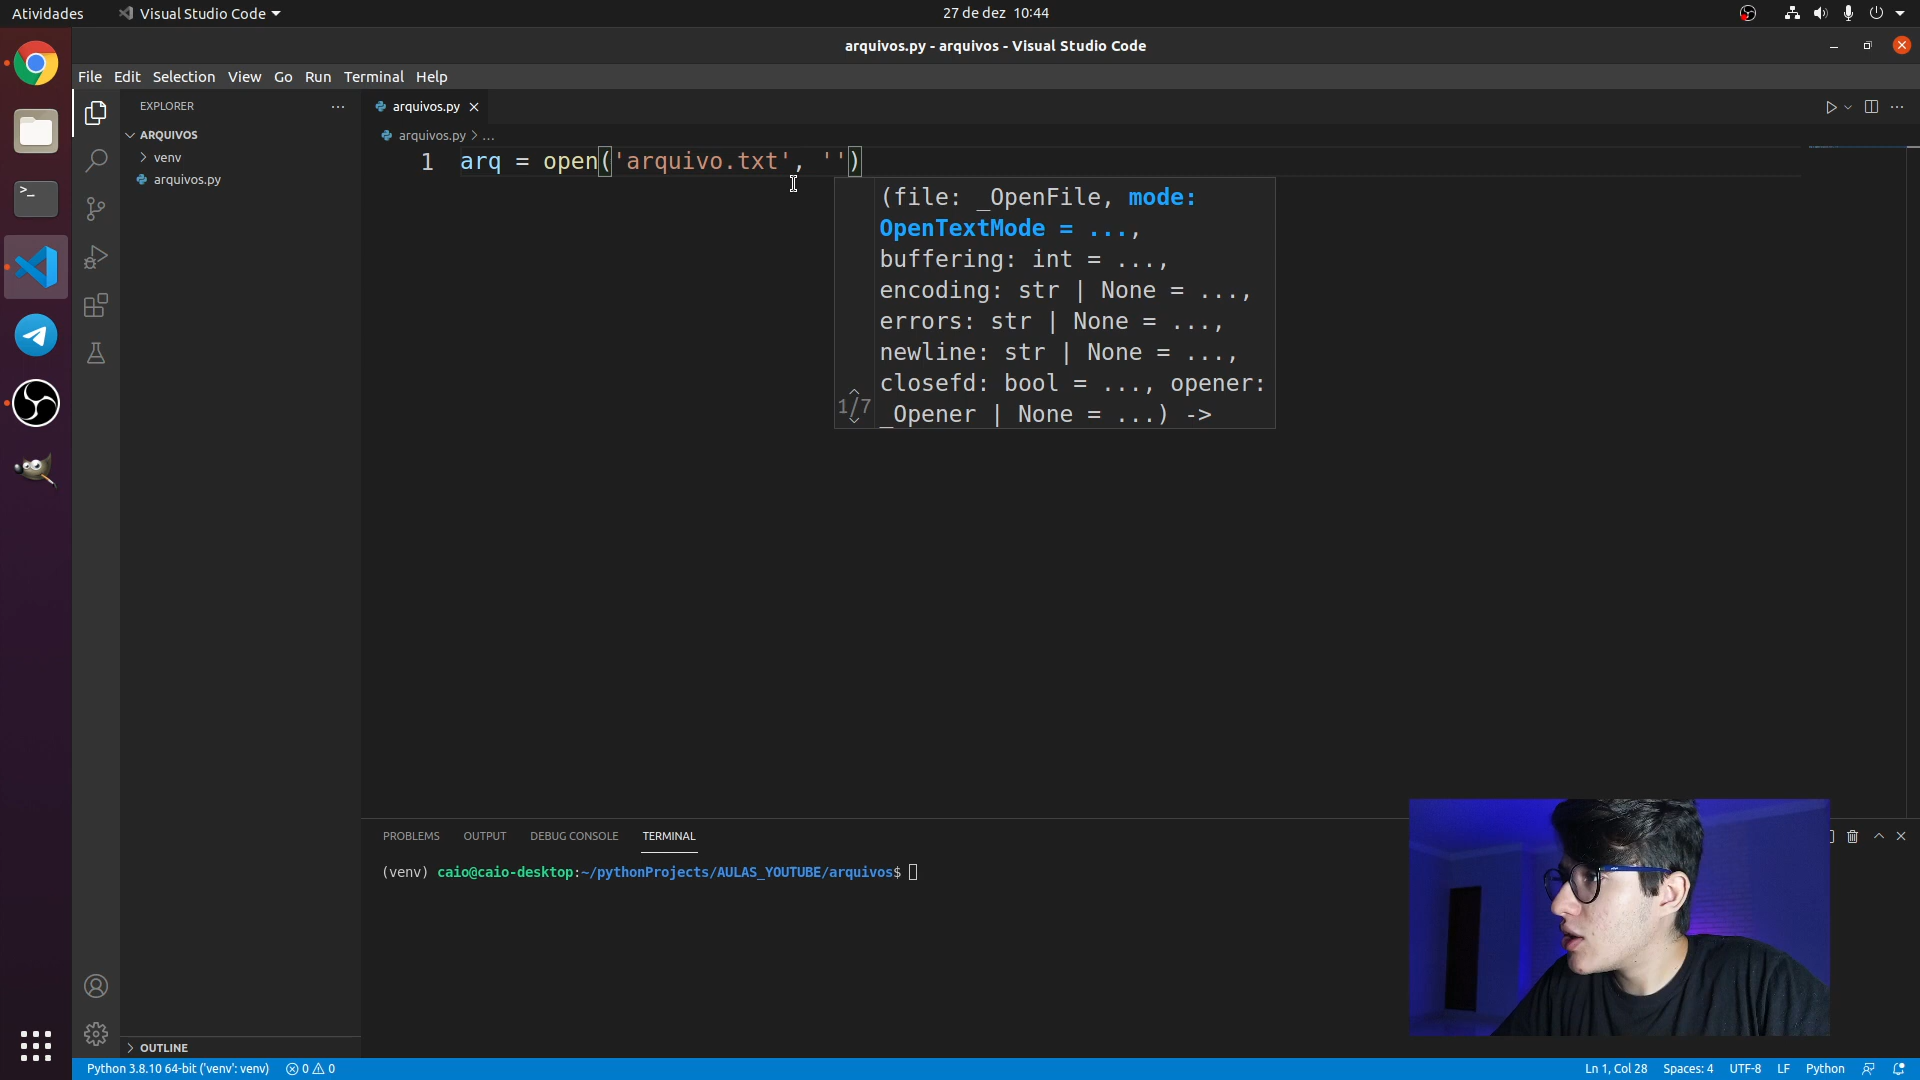 Atividades
Visual Studio Code
27 de dez 10:44
arquivos.py - arquivos - Visual Studio Code
File Edit Selection View Go Run Terminal Help
EXPLORER
ARQUIVOS
venv
arquivos.py
arquivos.py
arquivos.py > ...
1 arq = open('arquivo.txt', '')
(file: _OpenFile, mode:
OpenTextMode = ...,
buffering: int = ...,
encoding: str | None = ...,
errors: str | None = ...,
newline: str | None = ...,
closefd: bool = ..., opener:
_Opener | None = ...) ->
1/7
PROBLEMS OUTPUT DEBUG CONSOLE TERMINAL
(venv) caio@caio-desktop:~/pythonProjects/AULAS_YOUTUBE/arquivos$
OUTLINE
Python 3.8.10 64-bit ('venv': venv) 0 0
Ln 1, Col 28 Spaces: 4 UTF-8 LF Python